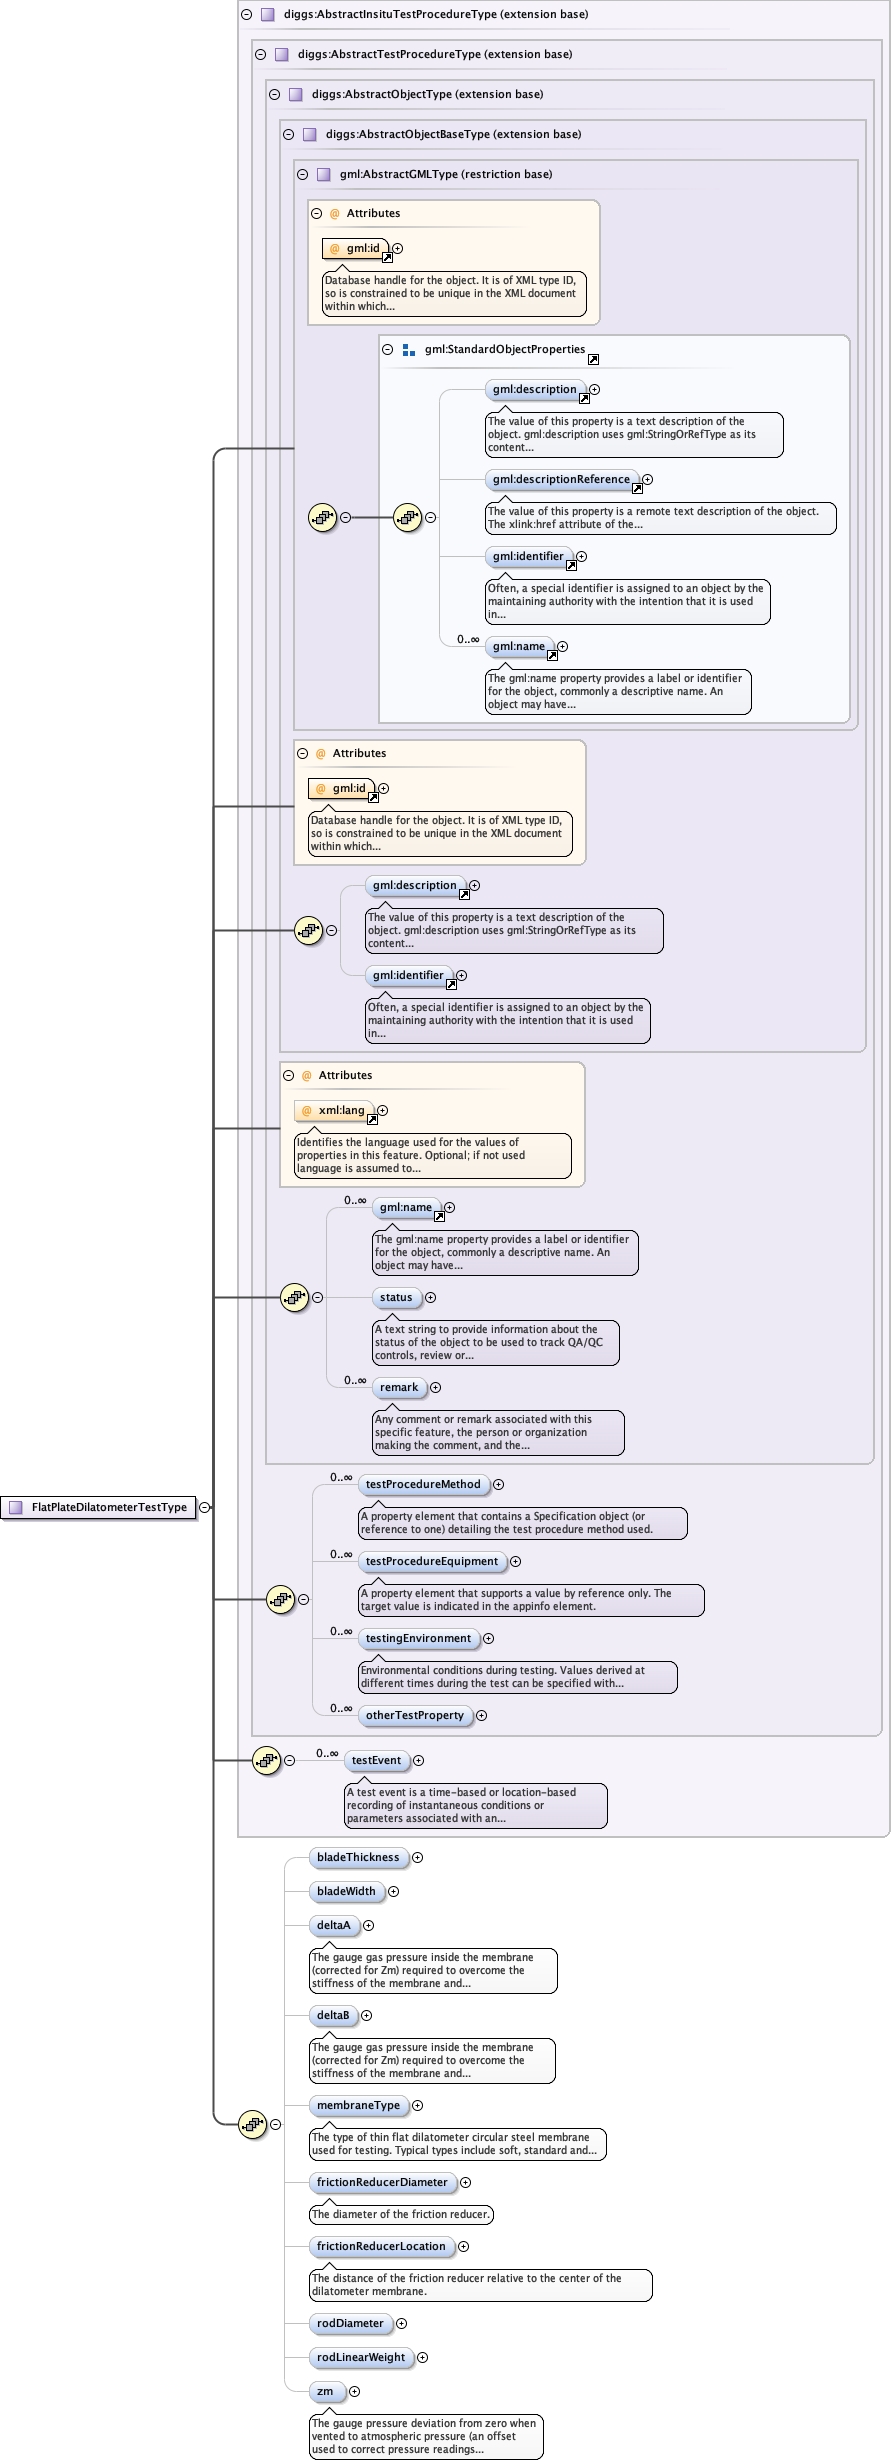 diggs:AbstractInsituTestProcedureType (extension base)
diggs:AbstractTestProcedureType (extension base)
diggs:AbstractObjectType (extension base)
diggs:AbstractObjectBaseType (extension base)
gml:AbstractGMLType (restriction base)
@ Attributes
@ gml:id
Database handle for the object. It is of XML type ID,
so is constrained to be unique in the XML document
within which...
gml:StandardObjectProperties
gml:description
The value of this property is a text description of the
object. gml:description uses gml:StringOrRefType as its
content...
gml:descriptionReference
The value of this property is a remote text description of the object.
The xlink:href attribute of the...
gml:identifier
Often, a special identifier is assigned to an object by the
maintaining authority with the intention that it is used
in...
0..∞
gml:name
The gml:name property provides a label or identifier
for the object, commonly a descriptive name. An
object may have...
@ Attributes
@ gml:id
Database handle for the object. It is of XML type ID,
so is constrained to be unique in the XML document
within which...
gml:description
The value of this property is a text description of the
object. gml:description uses gml:StringOrRefType as its
content...
gml:identifier
Often, a special identifier is assigned to an object by the
maintaining authority with the intention that it is used
in...
@ Attributes
@ xml:lang
Identifies the language used for the values of
properties in this feature. Optional; if not used
language is assumed to...
0..∞
gml:name
The gml:name property provides a label or identifier
for the object, commonly a descriptive name. An
object may have...
status
A text string to provide information about the
status of the object to be used to track QA/QC
controls, review or...
0..∞
remark
Any comment or remark associated with this
specific feature, the person or organization
making the comment, and the...
0..∞
testProcedureMethod
A property element that contains a Specification object (or
reference to one) detailing the test procedure method used.
FlatPlateDilatometerTestType
0..∞
testProcedureEquipment
A property element that supports a value by reference only. The
target value is indicated in the appinfo element.
0..∞
testingEnvironment
Environmental conditions during testing. Values derived at
different times during the test can be specified with...
0..∞
otherTestProperty
0..∞
testEvent
A test event is a time-based or location-based
recording of instantaneous conditions or
parameters associated with an...
bladeThickness
bladeWidth
deltaA
The gauge gas pressure inside the membrane
(corrected for Zm) required to overcome the
stiffness of the membrane and...
deltaB
The gauge gas pressure inside the membrane
(corrected for Zm) required to overcome the
stiffness of the membrane and...
membraneType
The type of thin flat dilatometer circular steel membrane
used for testing. Typical types include soft, standard and...
frictionReducerDiameter
The diameter of the friction reducer.
frictionReducerLocation
The distance of the friction reducer relative to the center of the
dilatometer membrane.
rodDiameter
rodLinearWeight
zm
The gauge pressure deviation from zero when
vented to atmospheric pressure (an offset
used to correct pressure readings...